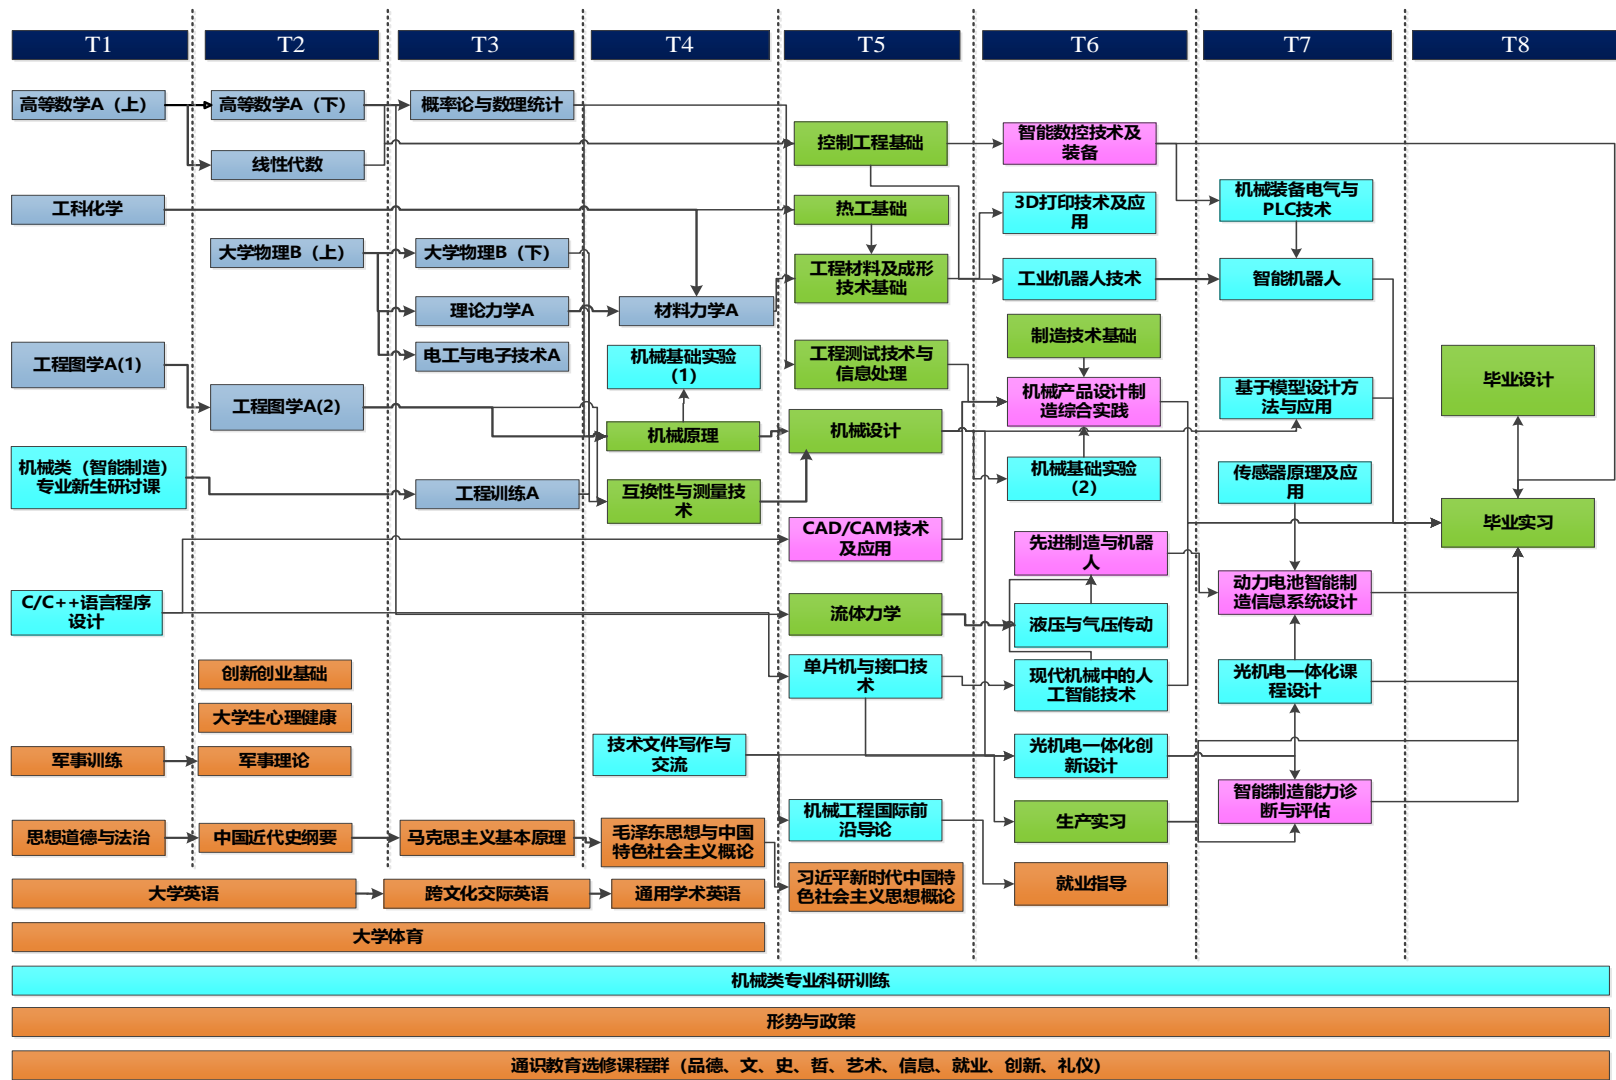 T1
T2
T3
T4
T5
T6
T7
T8
高等数学A（上）
高等数学A（下）
概率论与数理统计
控制工程基础
智能数控技术及
装备
线性代数
机械装备电气与
PLC技术
工科化学
热工基础
3D打印技术及应
用
大学物理B（上）
大学物理B（下）
工程材料及成形
技术基础
工业机器人技术
智能机器人
理论力学A
材料力学A
制造技术基础
工程图学A(1)
电工与电子技术A
机械基础实验
(1)
工程测试技术与
信息处理
毕业设计
工程图学A(2)
机械产品设计制
造综合实践
基于模型设计方
法与应用
机械原理
机械设计
机械类（智能制造）
专业新生研讨课
机械基础实验
(2)
传感器原理及应
用
工程训练A
互换性与测量技
术
CAD/CAM技术
及应用
先进制造与机器
人
毕业实习
C/C++语言程序
设计
流体力学
液压与气压传动
动力电池智能制
造信息系统设计
创新创业基础
单片机与接口技
术
现代机械中的人
工智能技术
光机电一体化课
程设计
大学生心理健康
军事训练
军事理论
技术文件写作与
交流
光机电一体化创
新设计
智能制造能力诊
断与评估
机械工程国际前
沿导论
生产实习
思想道德与法治
中国近代史纲要
马克思主义基本原理
毛泽东思想与中国
特色社会主义概论
习近平新时代中国特
色社会主义思想概论
就业指导
大学英语
跨文化交际英语
通用学术英语
大学体育
机械类专业科研训练
形势与政策
通识教育选修课程群（品德、文、史、哲、艺术、信息、就业、创新、礼仪）